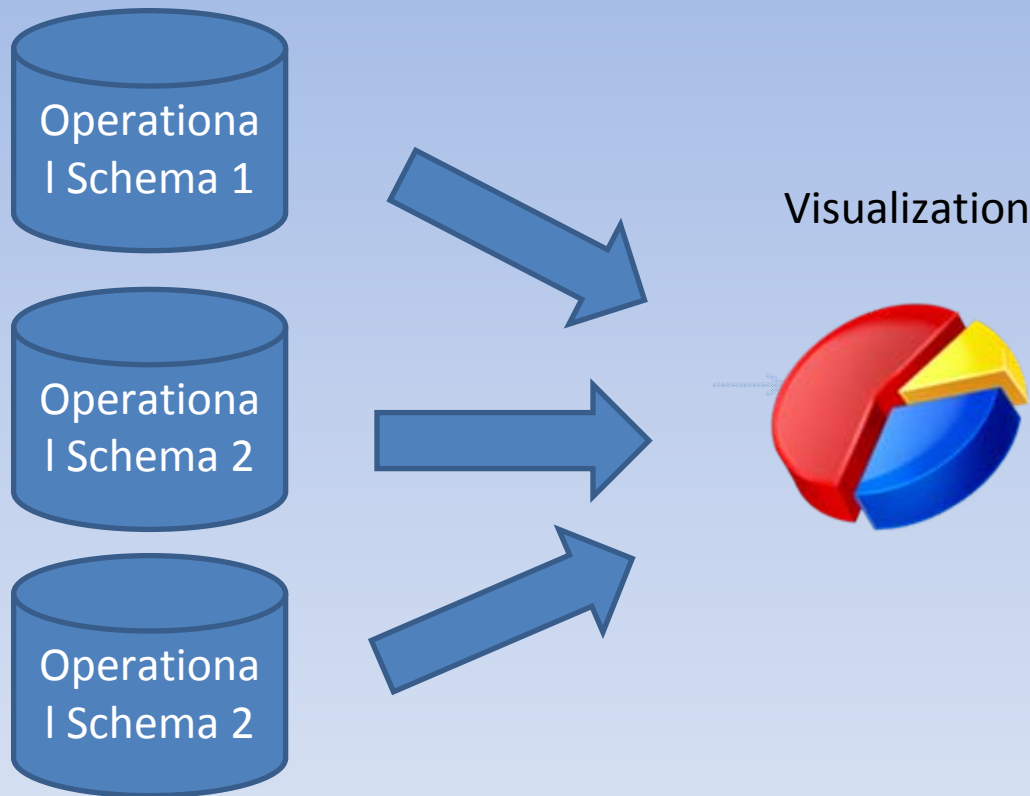 Operationa
l Schema 1
Visualization
Operationa
l Schema 2
Operationa
l Schema 2